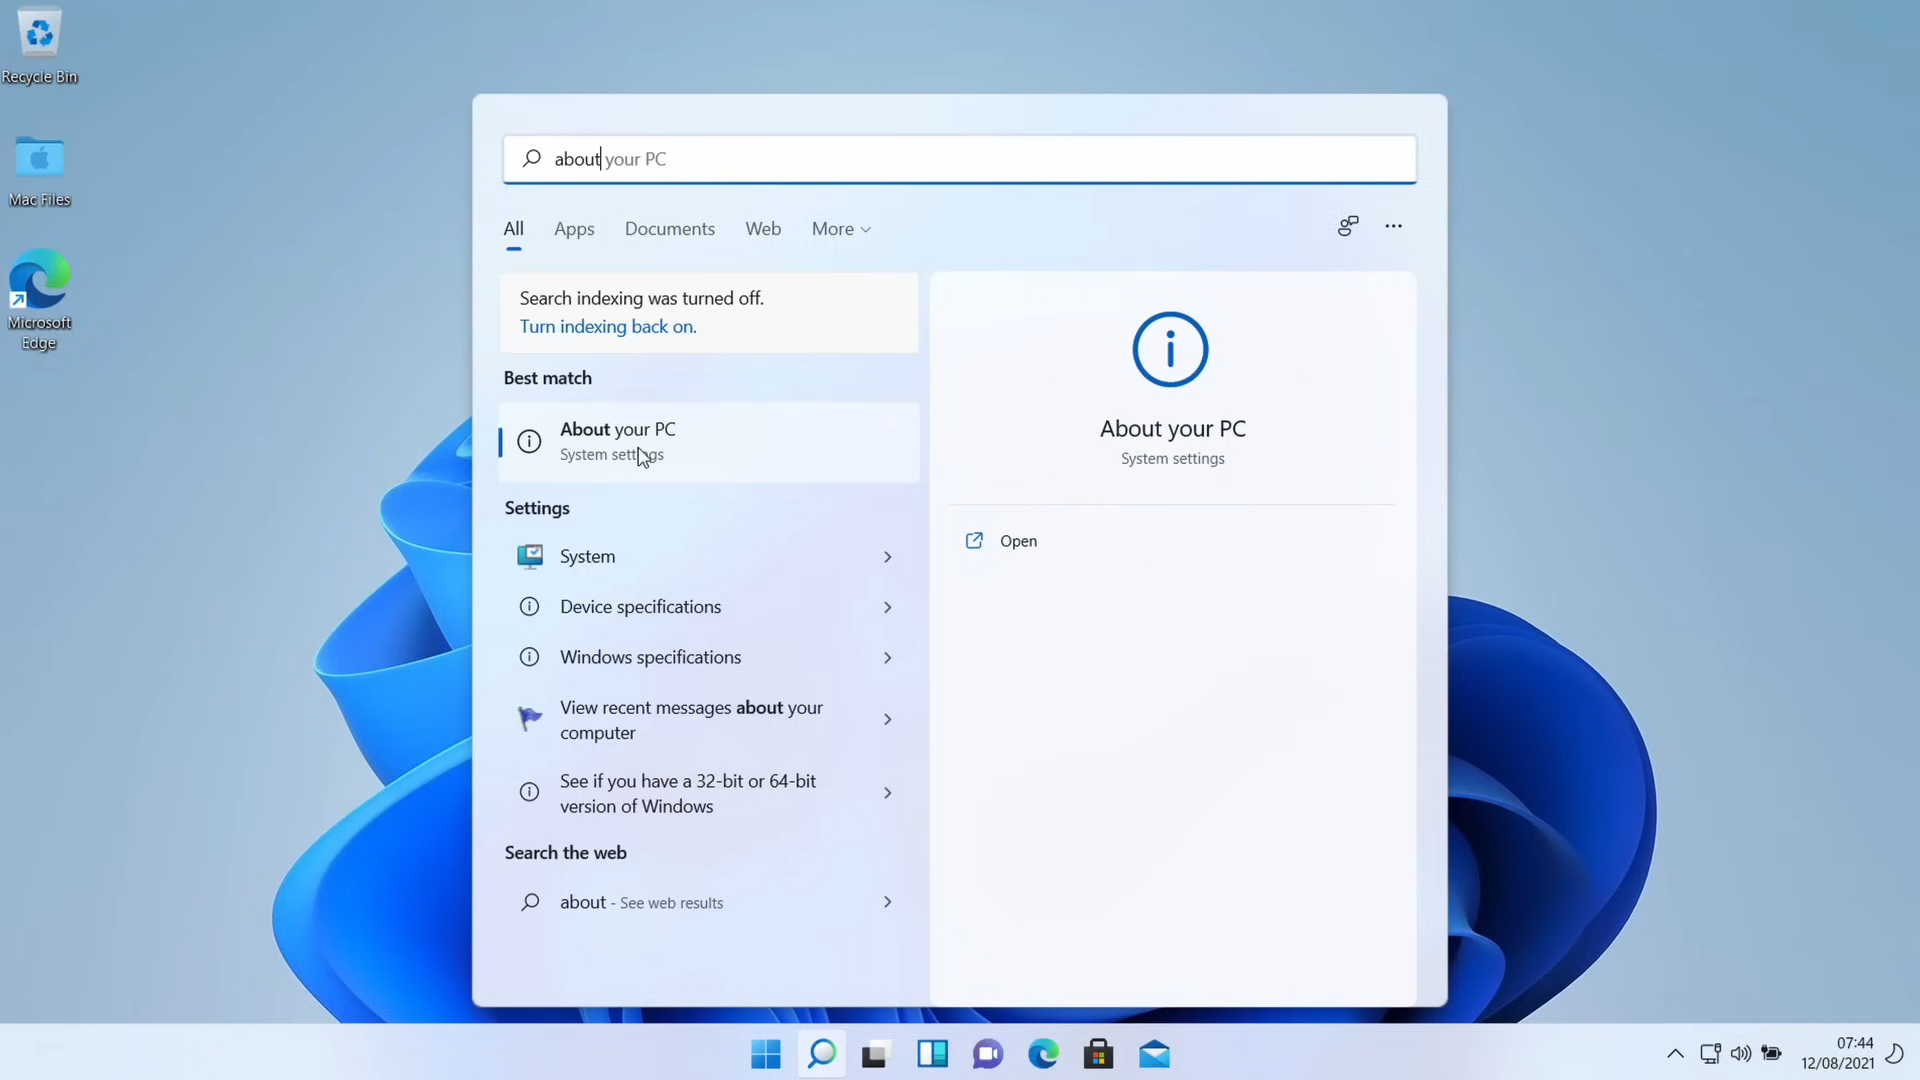 Recycle Bin
Mac Files
Microsoft
Edge
about your PC
All
Apps
Documents
Web
More
Search indexing was turned off.
Turn indexing back on.
Best match
About your PC
System settings
Settings
System
Device specifications
Windows specifications
View recent messages about your
computer
See if you have a 32-bit or 64-bit
version of Windows
Search the web
about - See web results
About your PC
System settings
Open
07:44
12/08/2021